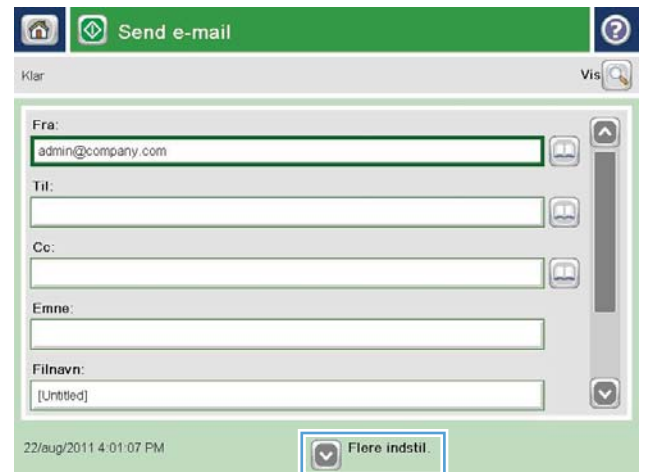 Send e-mail
Klar
Vis
Fra:
admin@company.com
Til:
Cc:
Emne:
Filnavn:
[Untitled]
22/aug/2011 4:01:07 PM
Flere indstil.